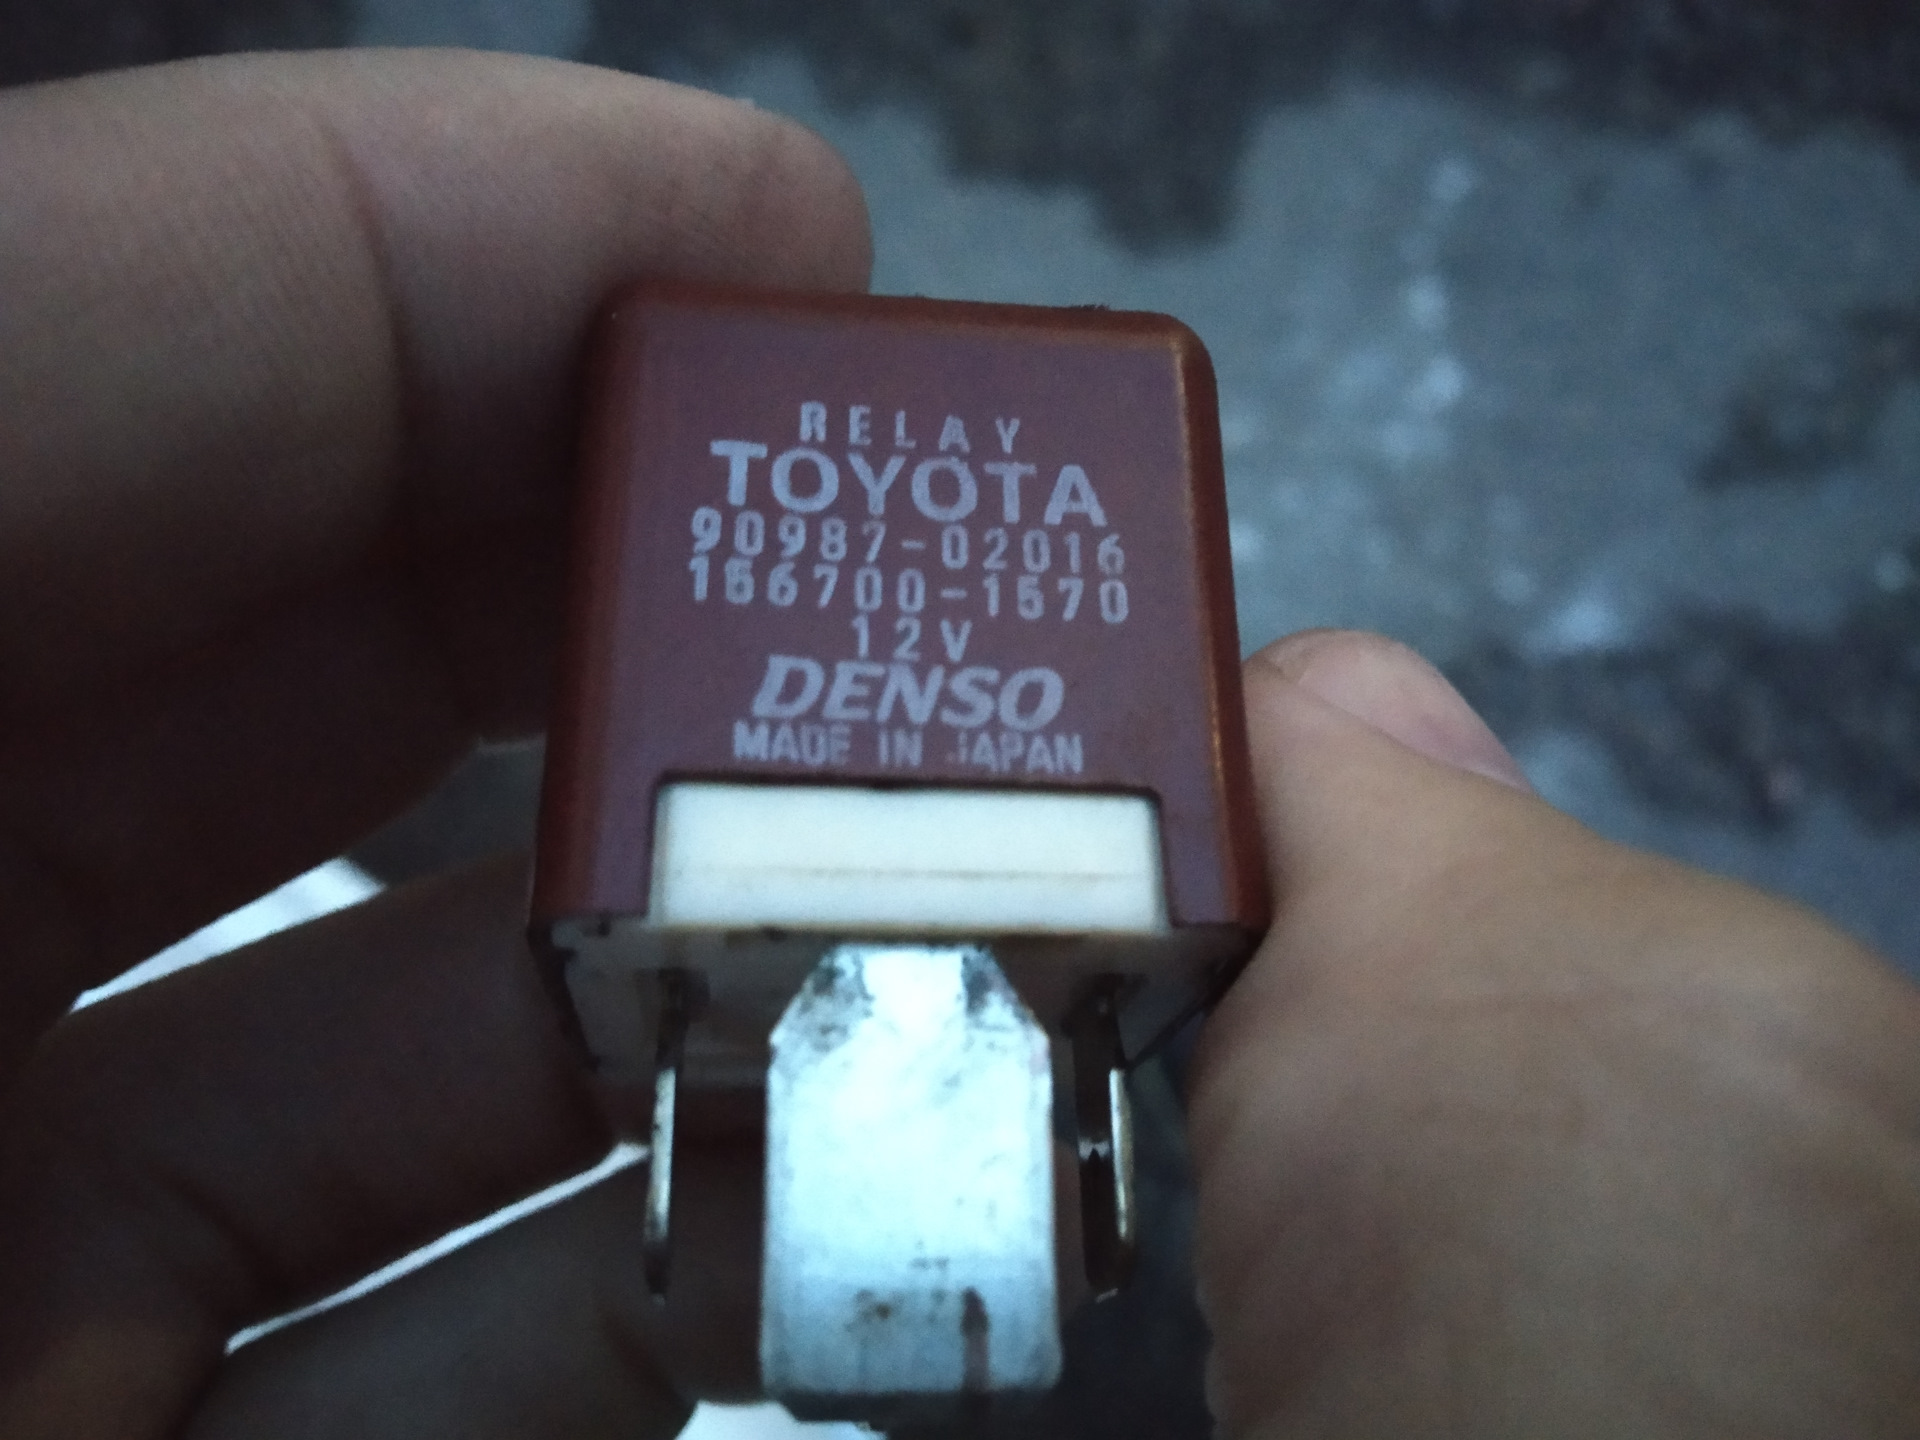 RELAY
TOYOTA
90987-02016
156700-1570
12V
DENSO
MADE IN JAPAN